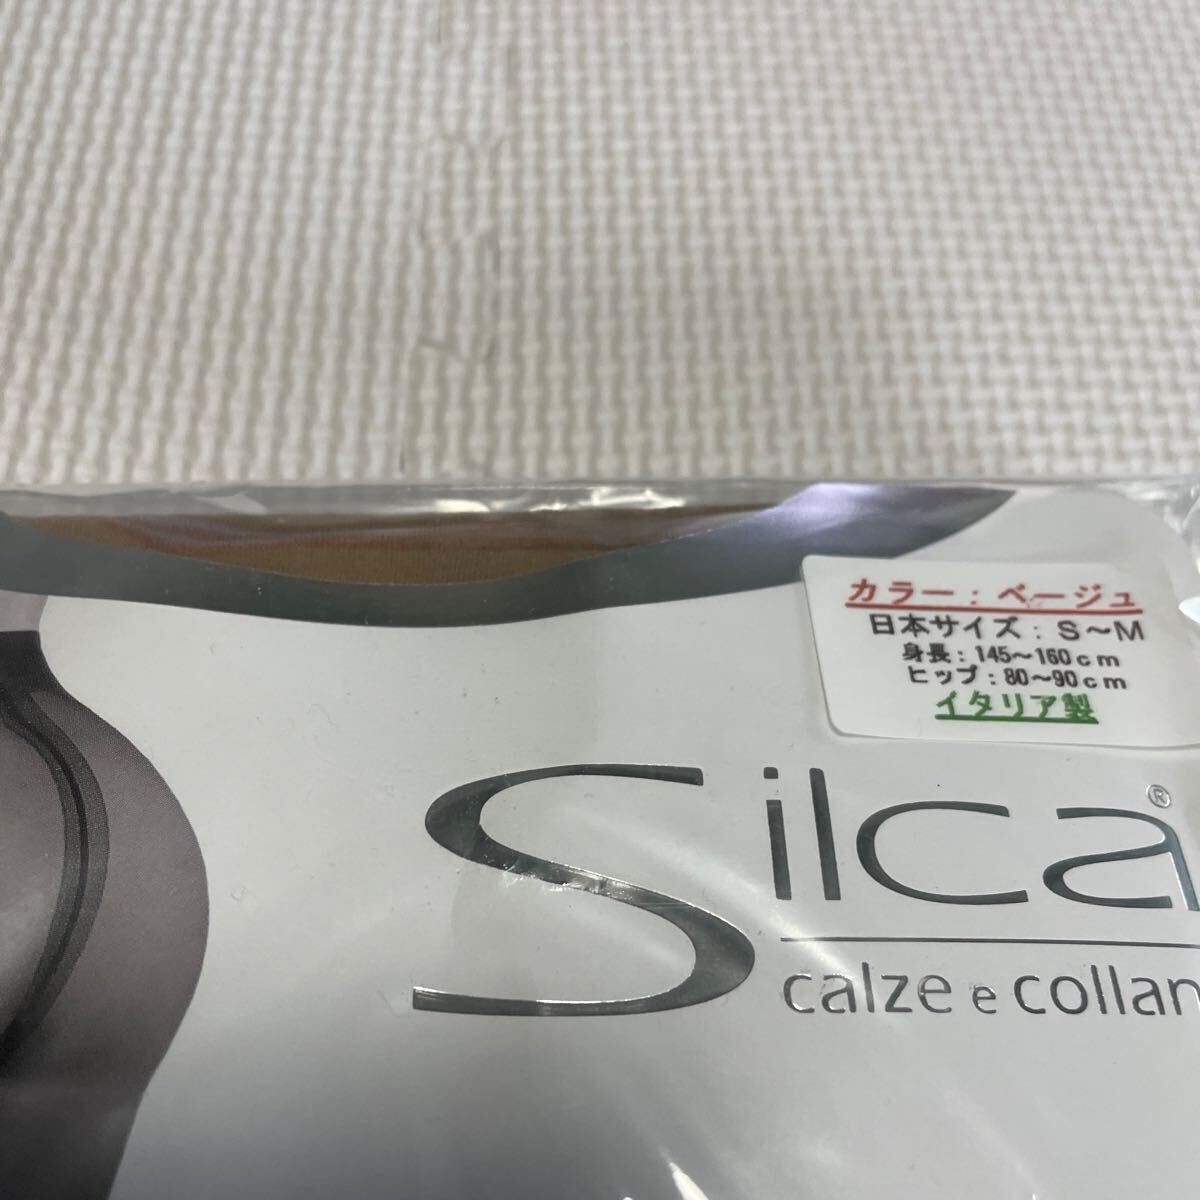 カラー：ベージュ
日本サイズ：S～M
身長：145～160cm
ヒップ：80～90cm
イタリア製
Silca®
calze e collan